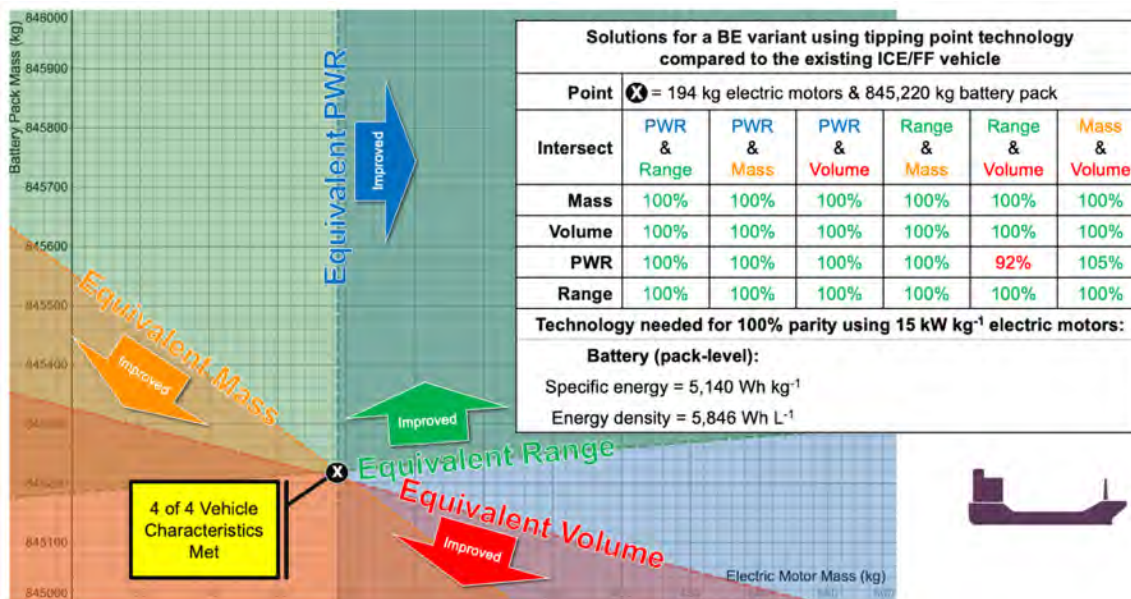 846000
845900
845800
845700
845600
845500
845400
845100
845000
Battery Pack Mass (kg)
Equivalent PWR
Improved
Equivalent Mass
Improved
Improved
Equivalent Range
Equivalent Volume
Improved
4 of 4 Vehicle
Characteristics
Met
X
Electric Motor Mass (kg)
Solutions for a BE variant using tipping point technology
compared to the existing ICE/FF vehicle
Point X = 194 kg electric motors & 845,220 kg battery pack
Intersect PWR & Range PWR & Mass PWR & Volume Range & Mass Range & Volume Mass & Volume
Mass 100% 100% 100% 100% 100% 100%
Volume 100% 100% 100% 100% 100% 100%
PWR 100% 100% 100% 100% 92% 105%
Range 100% 100% 100% 100% 100% 100%
Technology needed for 100% parity using 15 kW kg⁻¹ electric motors:
Battery (pack-level):
Specific energy = 5,140 Wh kg⁻¹
Energy density = 5,846 Wh L⁻¹